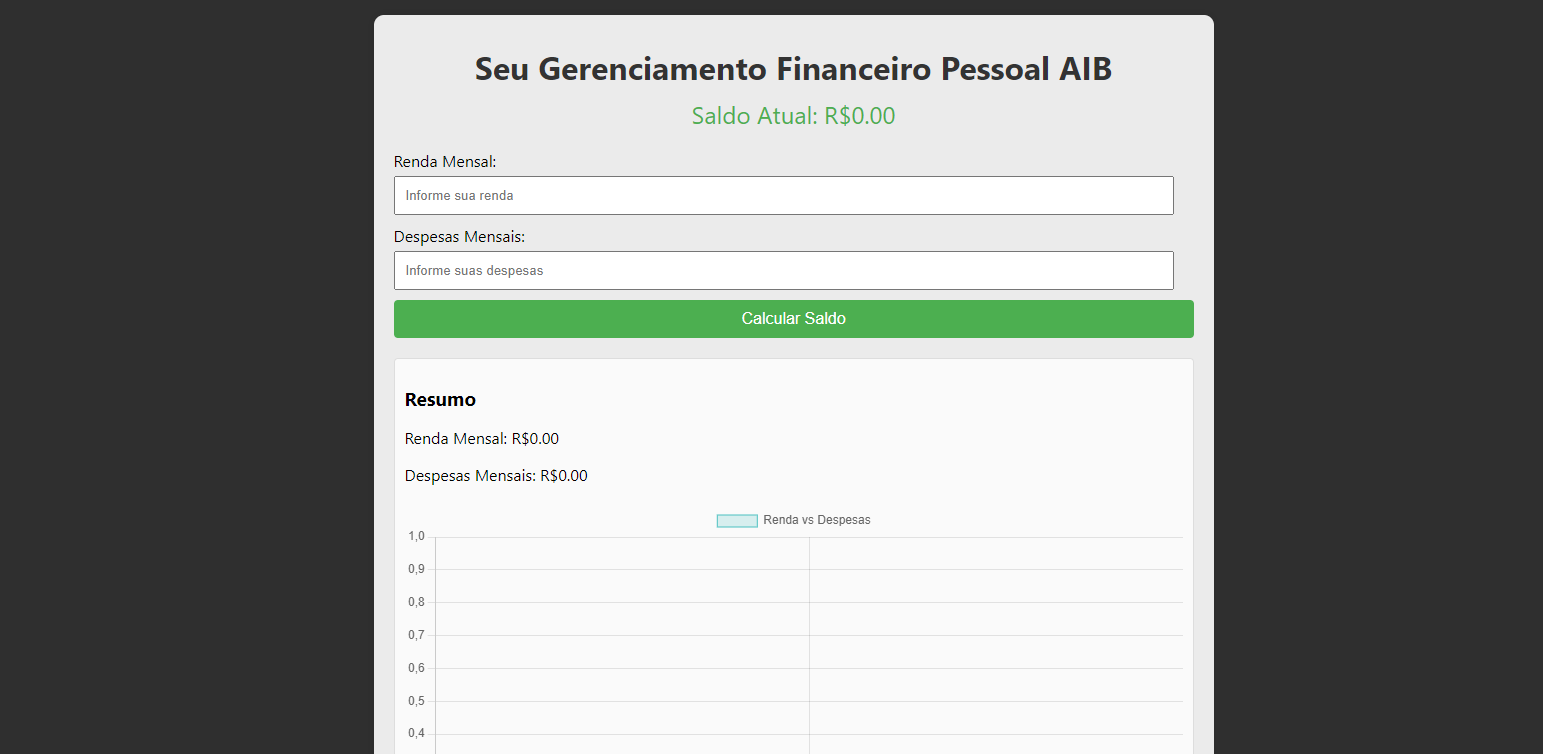 Seu Gerenciamento Financeiro Pessoal AIB
Saldo Atual: R$0.00
Renda Mensal:
Informe sua renda
Despesas Mensais:
Informe suas despesas
Calcular Saldo
Resumo
Renda Mensal: R$0.00
Despesas Mensais: R$0.00
Renda vs Despesas
1,0
0,9
0,8
0,7
0,6
0,5
0,4